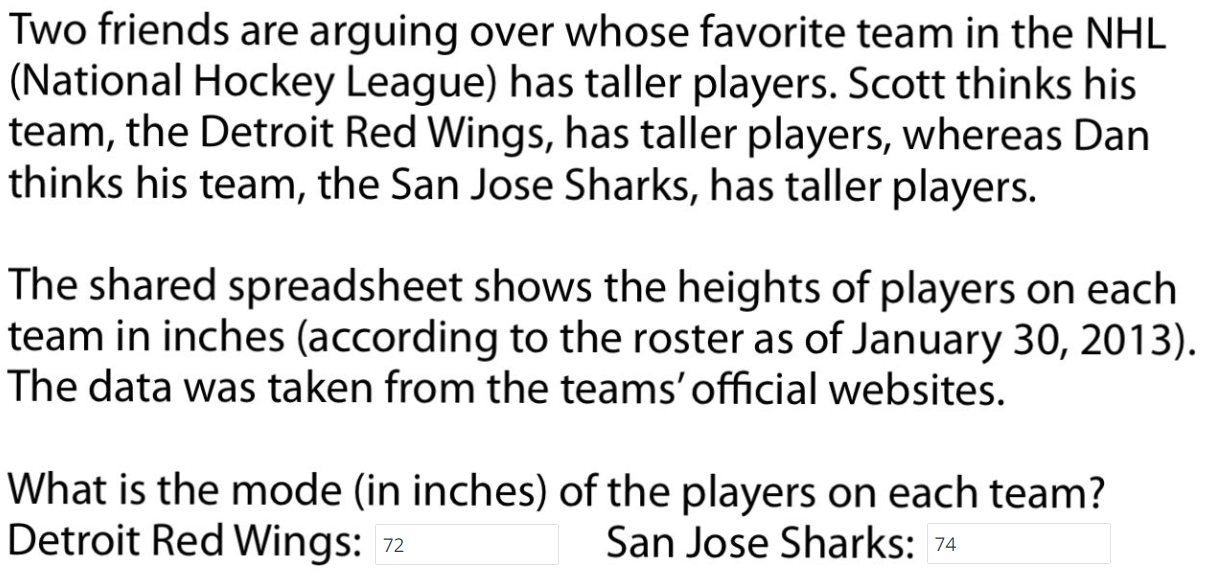 Two friends are arguing over whose favorite team in the NHL
(National Hockey League) has taller players. Scott thinks his
team, the Detroit Red Wings, has taller players, whereas Dan
thinks his team, the San Jose Sharks, has taller players.
The shared spreadsheet shows the heights of players on each
team in inches (according to the roster as of January 30, 2013).
The data was taken from the teams' official websites.
What is the mode (in inches) of the players on each team?
Detroit Red Wings: 72 San Jose Sharks: 74